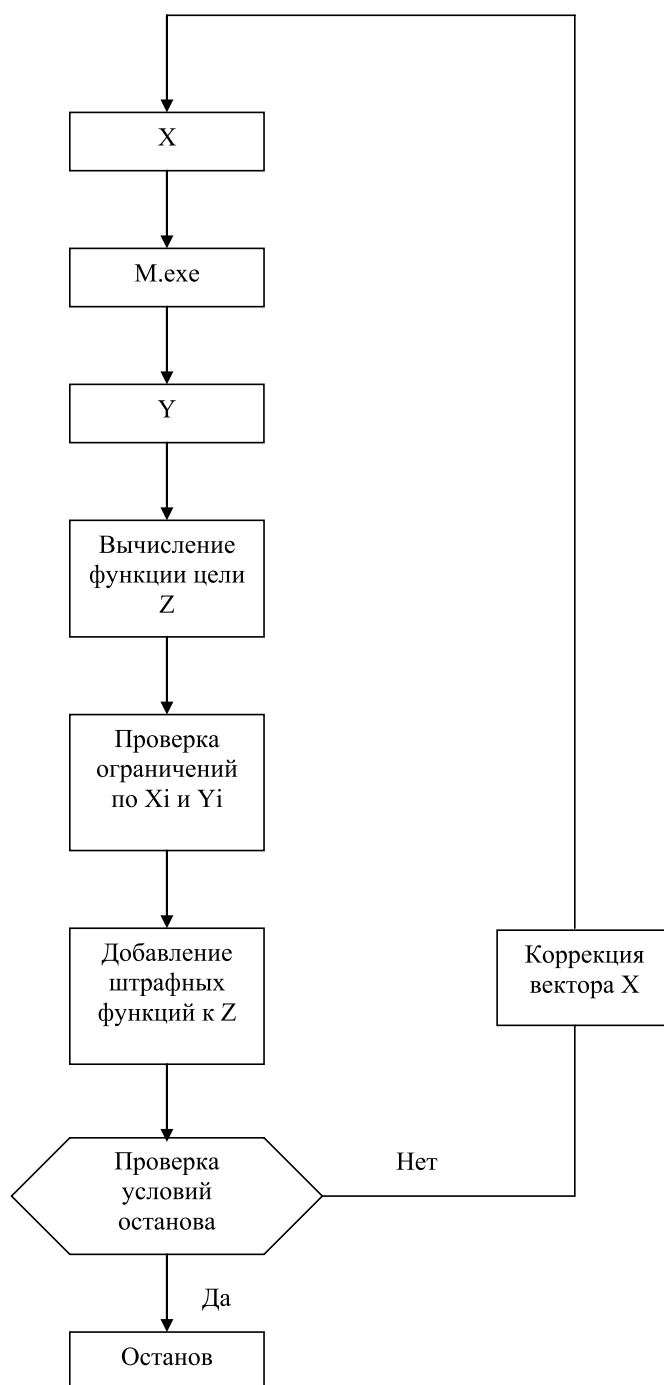 X
M.exe
Y
Вычисление
функции цели
Z
Проверка
ограничений
по Xi и Yi
Добавление
штрафных
функций к Z
Коррекция
вектора X
Проверка
условий
останова
Нет
Да
Останов